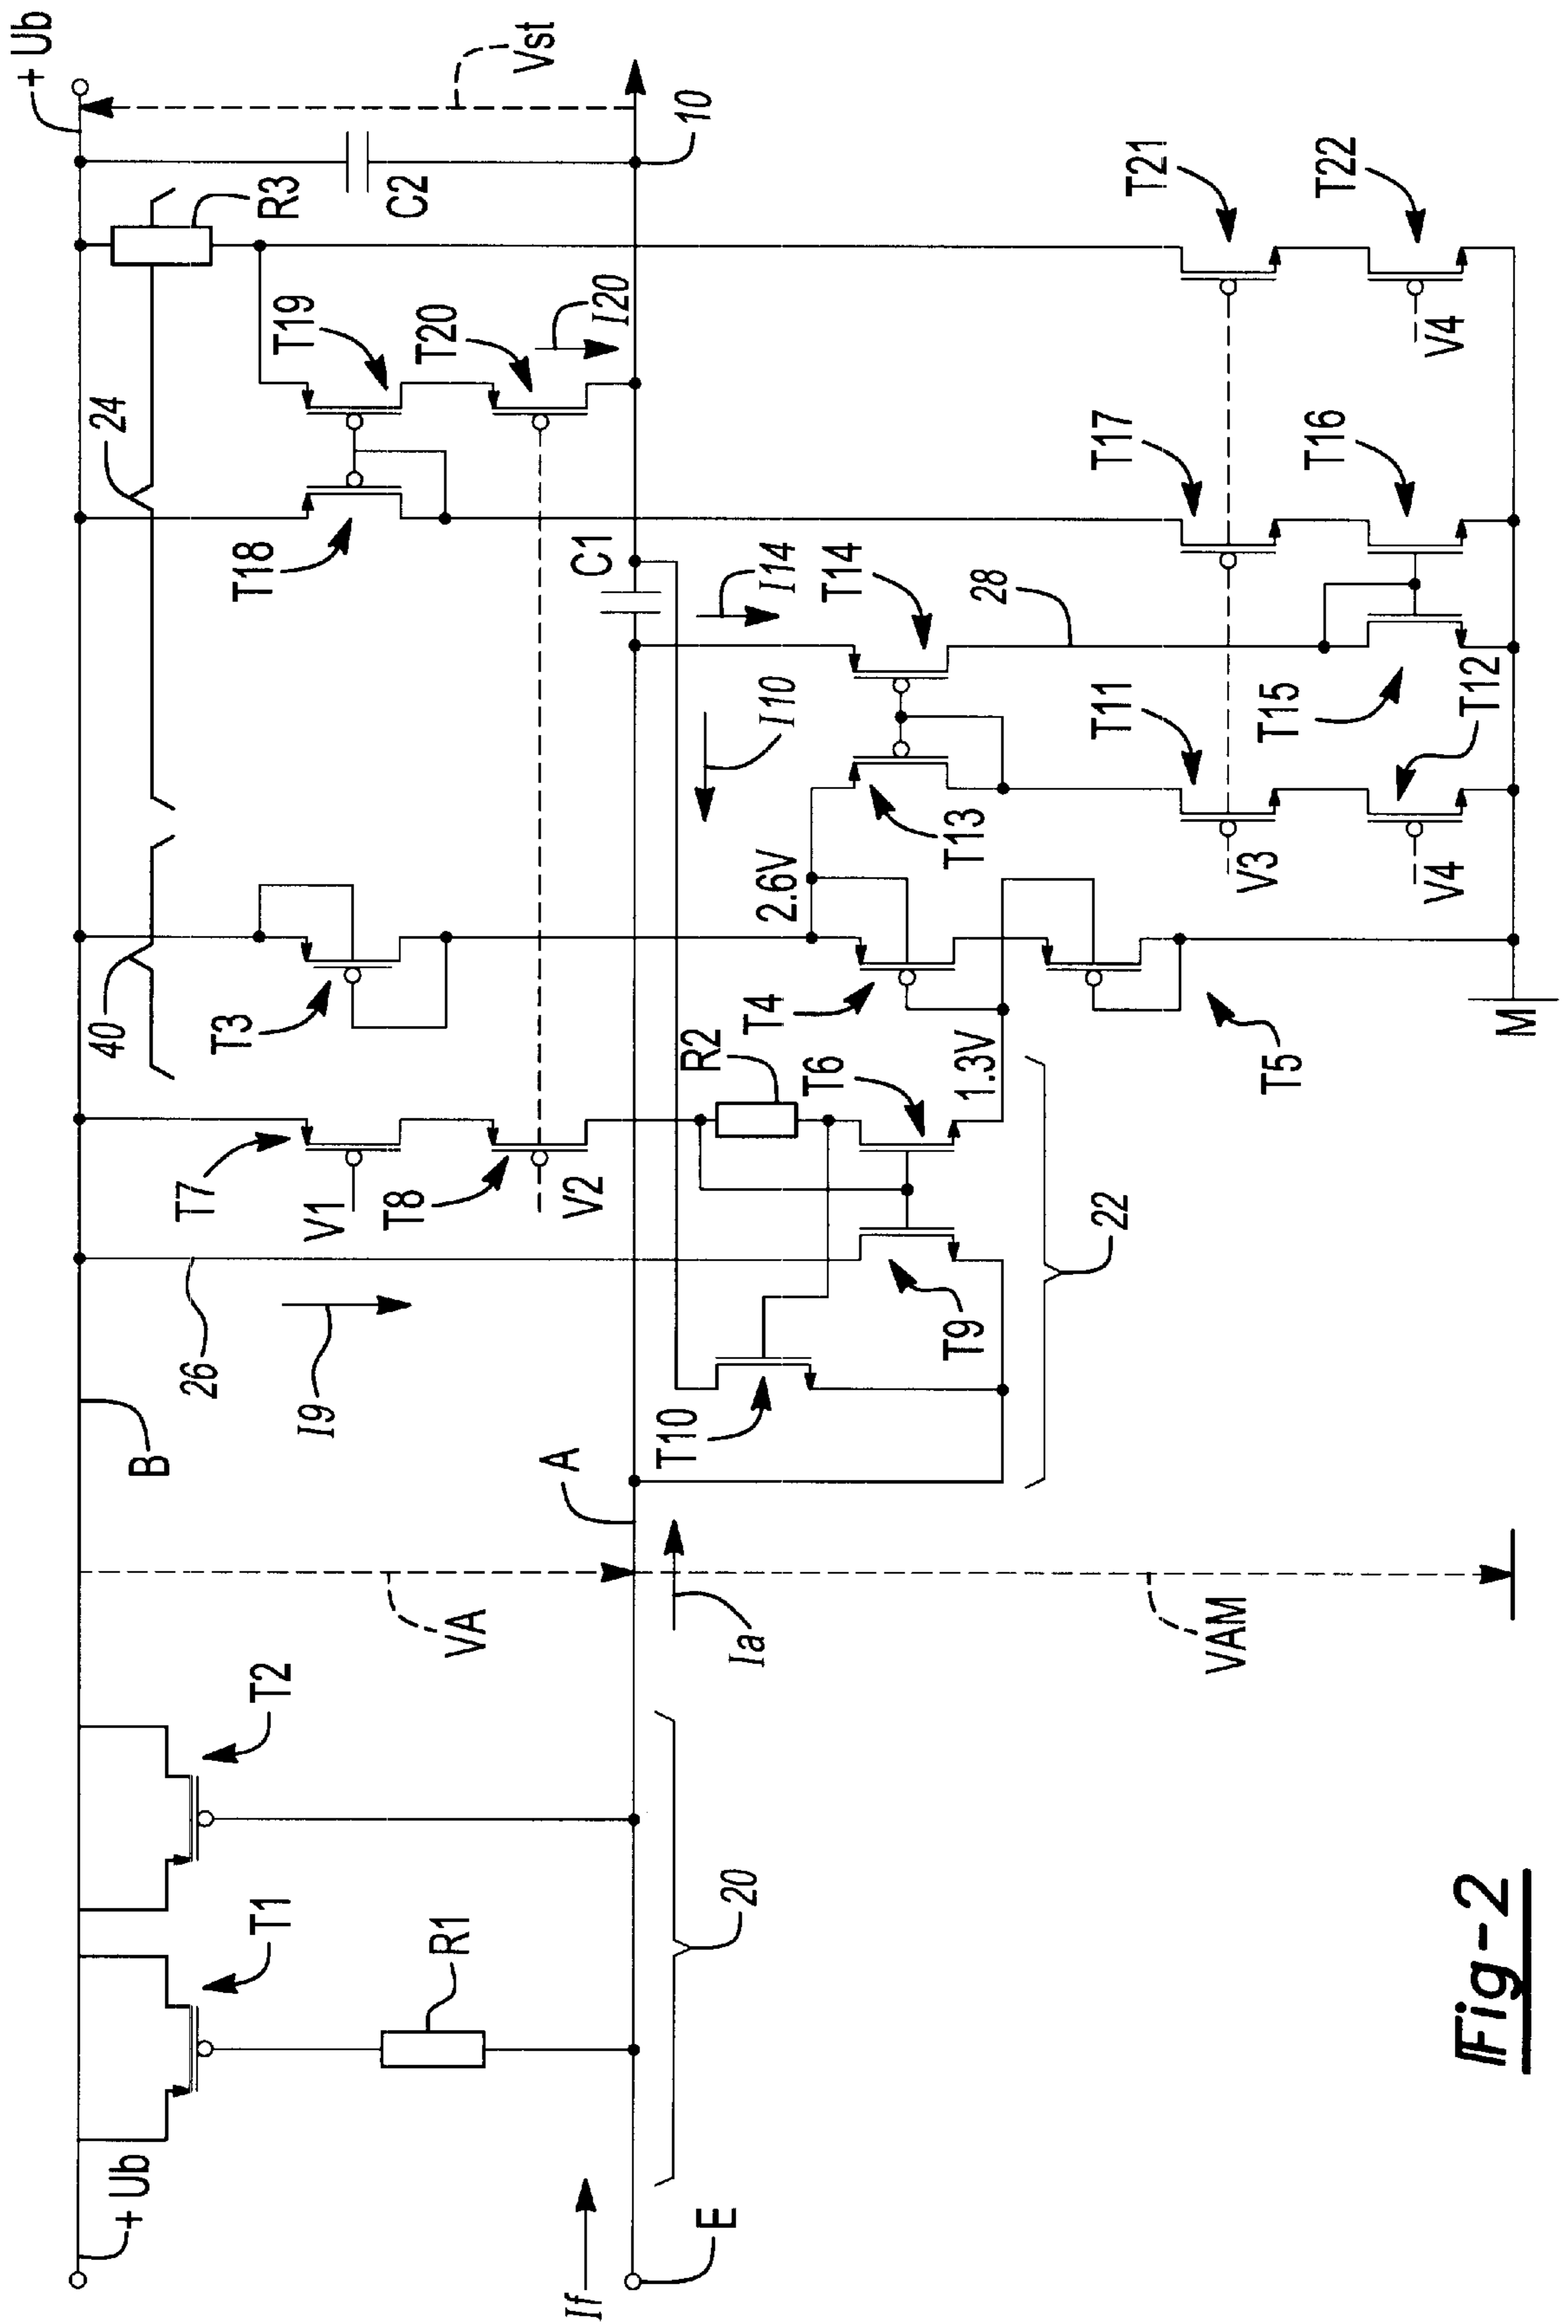 + Ub
Vst
10
C2
R3
T19
T20
I20
24
T18
C1
I14
T14
28
T17
T16
T21
T22
V4
I10
T13
T11
T15
T12
V3
V4
2.6V
40
T3
T4
R2
T6
1.3V
T5
M
T7
V1
T8
V2
22
26
I9
T9
T10
B
A
VA
Ia
VAM
T2
T1
R1
20
+ Ub
If
E
Fig-2